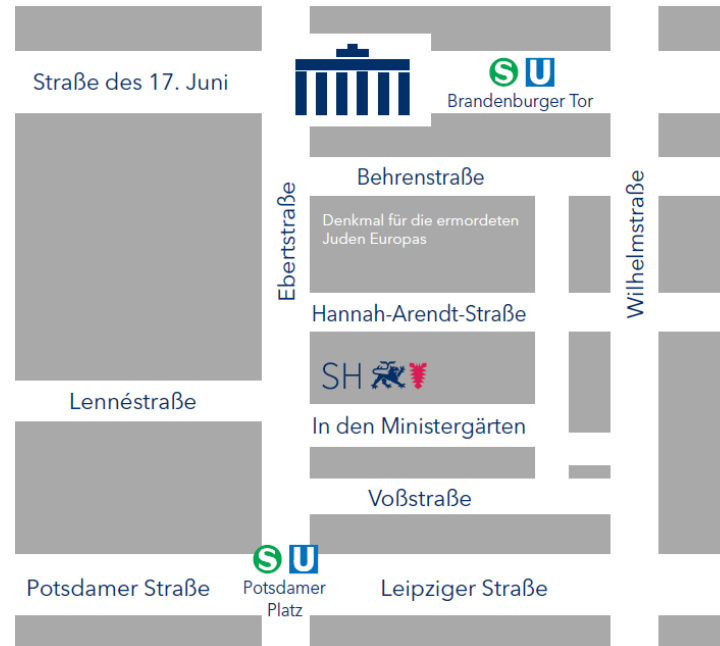 Straße des 17. Juni
S U
Brandenburger Tor
Behrenstraße
Ebertstraße
Denkmal für die ermordeten
Juden Europas
Wilhelmstraße
Hannah-Arendt-Straße
SH
Lennéstraße
In den Ministergärten
Voßstraße
S U
Potsdamer Straße
Potsdamer
Platz
Leipziger Straße